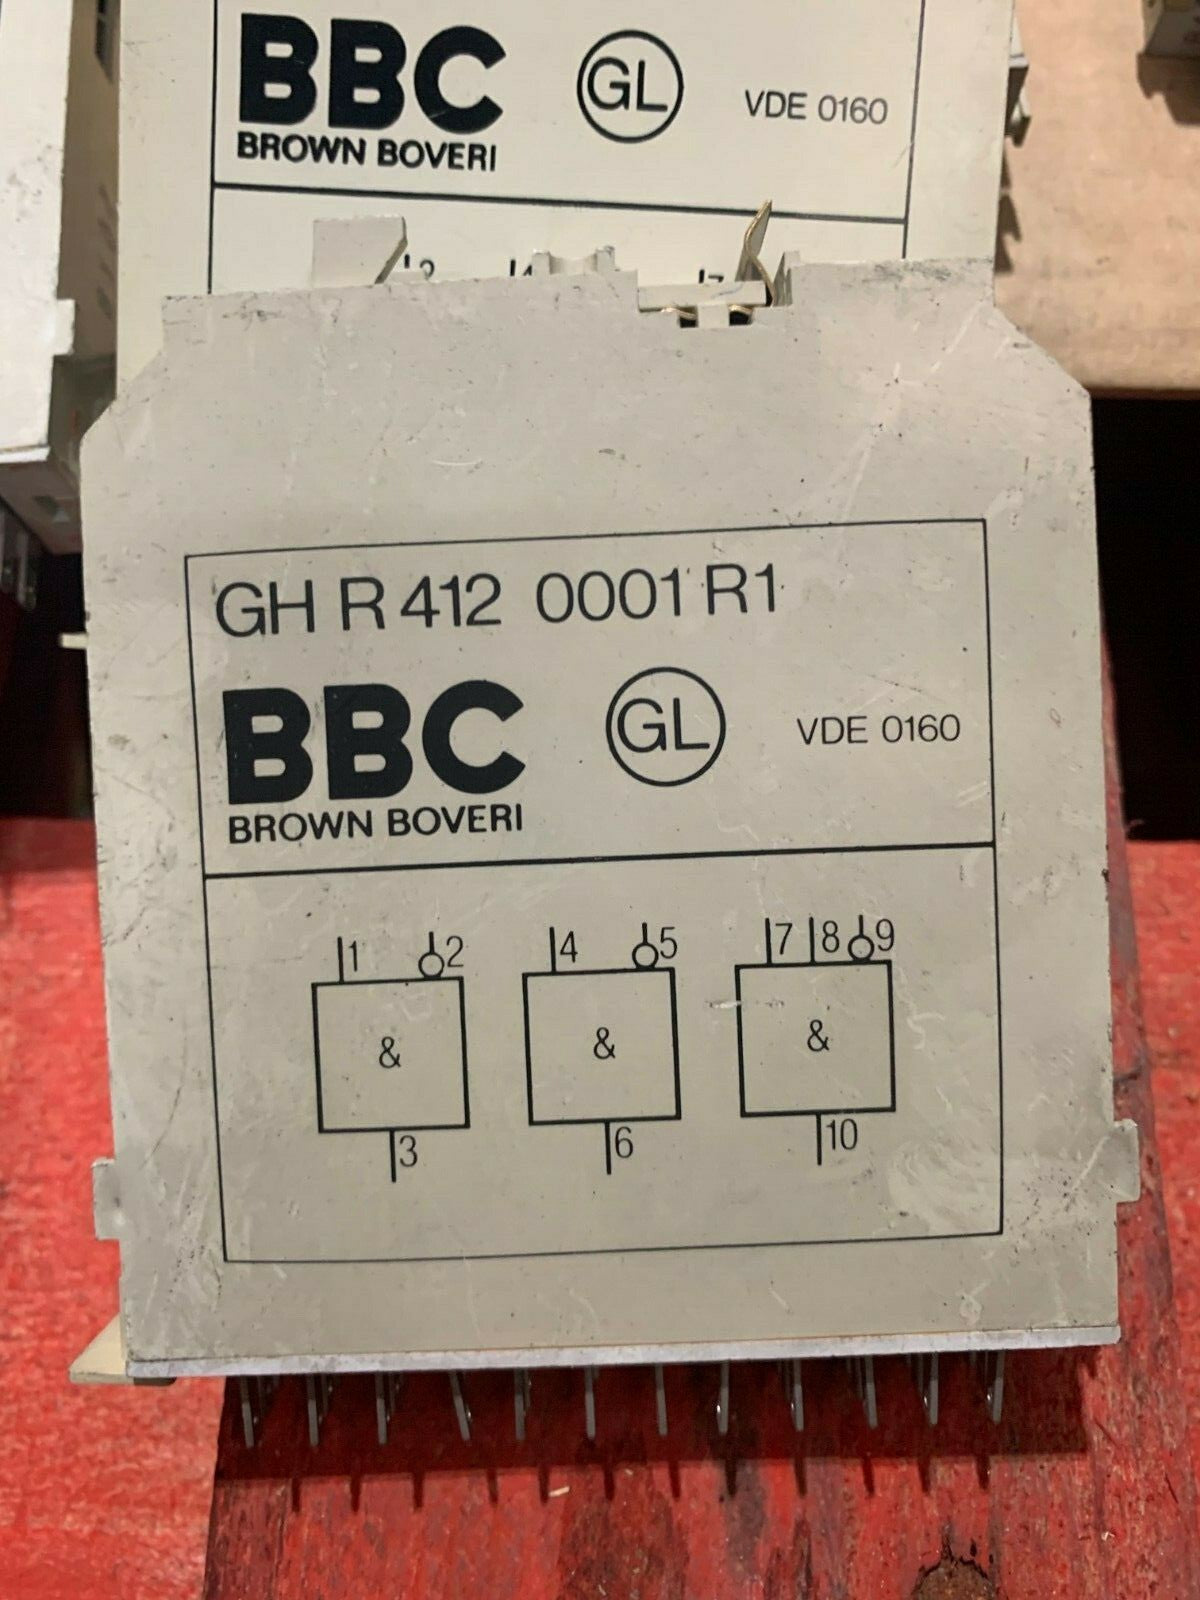 BBC GL VDE 0160
BROWN BOVERI
GH R 412 0001 R1
BBC GL VDE 0160
BROWN BOVERI
1 2 4 5 7 8 9
& & &
3 6 10